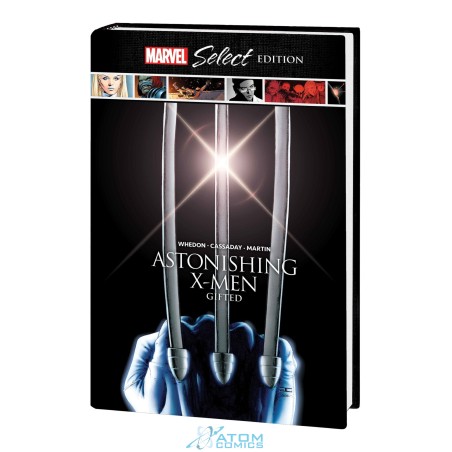 MARVEL Select EDITION
WHEDON · CASSADAY · MARTIN
ASTONISHING
X-MEN
GIFTED
ATOM
COMICS